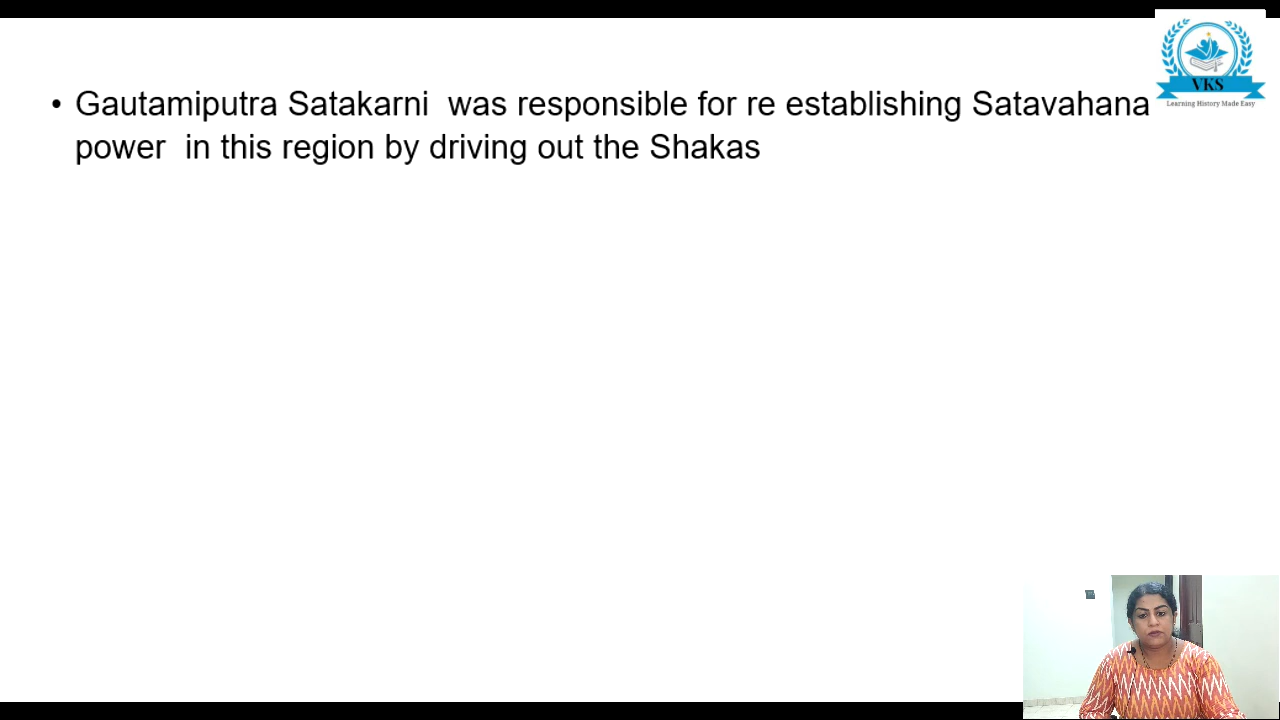 • Gautamiputra Satakarni  was responsible for re establishing Satavahana
power  in this region by driving out the Shakas
VKS
Learning History Made Easy